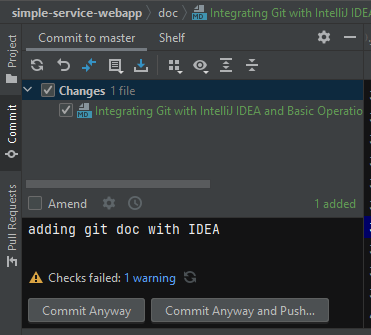 simple-service-webapp > doc > MD Integrating Git with IntelliJ IDEA
Project
Commit
Pull Requests
Commit to master Shelf
Changes 1 file
MD Integrating Git with IntelliJ IDEA and Basic Operatio
Amend 1 added
adding git doc with IDEA
Checks failed: 1 warning
Commit Anyway Commit Anyway and Push...